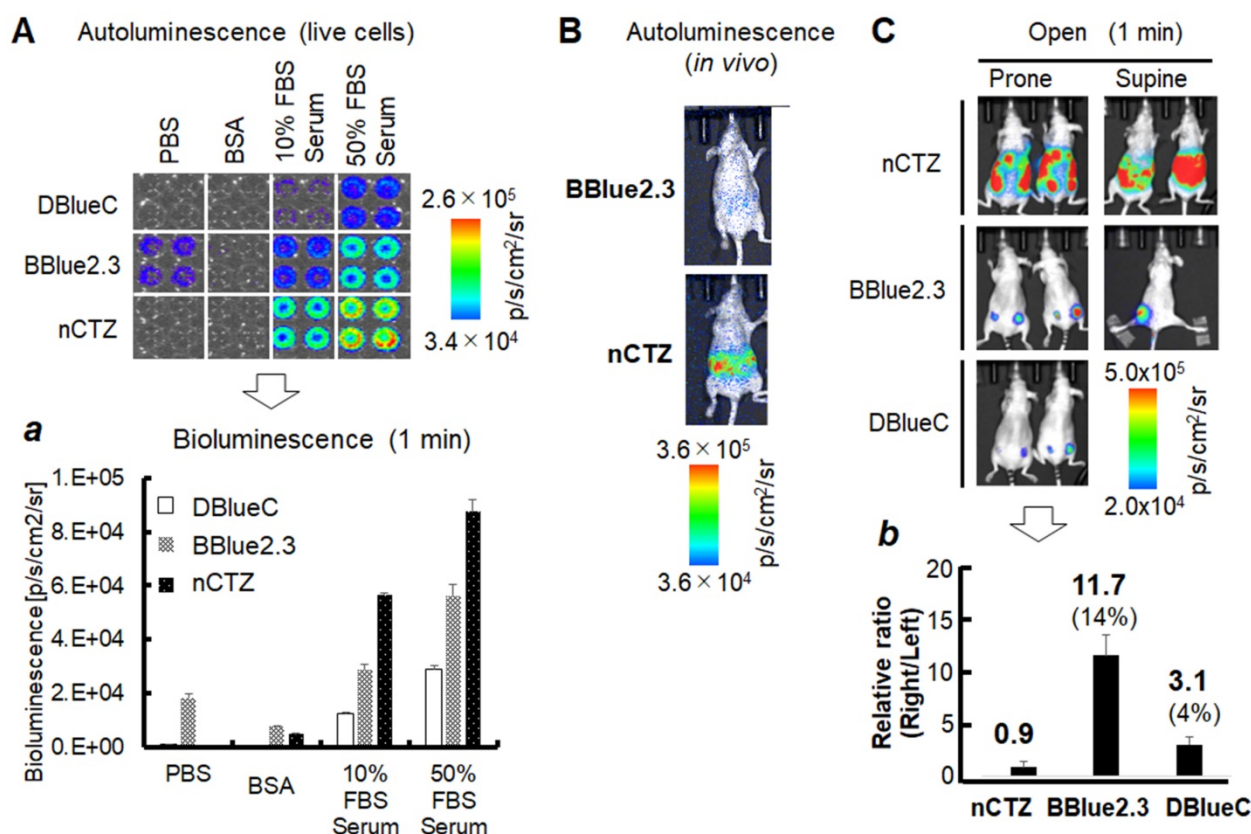 A
Autoluminescence (live cells)
PBS
BSA
10% FBS
Serum
50% FBS
Serum
DBlueC
BBlue2.3
nCTZ
2.6×10⁵
3.4×10⁴
p/s/cm²/sr
a
Bioluminescence (1 min)
Bioluminescence [p/s/cm2/sr]
1.E+05
8.E+04
6.E+04
4.E+04
2.E+04
0.E+00
DBlueC
BBlue2.3
nCTZ
PBS
BSA
10%
FBS
Serum
50%
FBS
Serum
B
Autoluminescence
(in vivo)
BBlue2.3
nCTZ
3.6×10⁵
3.6×10⁴
p/s/cm²/sr
C
Open (1 min)
Prone
Supine
nCTZ
BBlue2.3
DBlueC
5.0x10⁵
2.0x10⁴
p/s/cm²/sr
b
Relative ratio
(Right/Left)
20
15
10
5
0
0.9
11.7
(14%)
3.1
(4%)
nCTZ
BBlue2.3
DBlueC